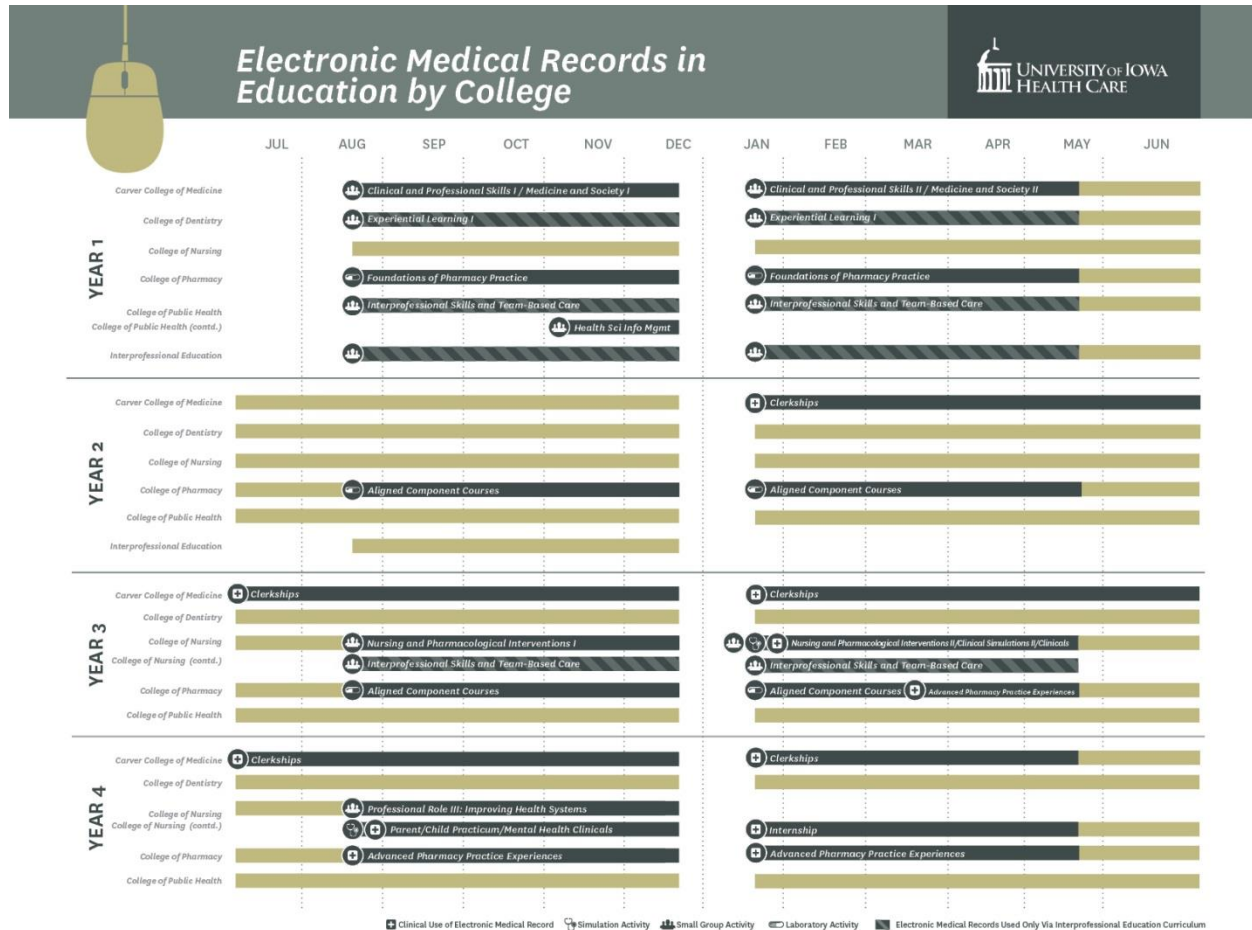 Electronic Medical Records in
Education by College
UNIVERSITY OF IOWA
HEALTH CARE
JUL AUG SEP OCT NOV DEC JAN FEB MAR APR MAY JUN
YEAR 1
Carver College of Medicine Clinical and Professional Skills I / Medicine and Society I Clinical and Professional Skills II / Medicine and Society II
College of Dentistry Experiential Learning I Experiential Learning I
College of Nursing
College of Pharmacy Foundations of Pharmacy Practice Foundations of Pharmacy Practice
College of Public Health Interprofessional Skills and Team-Based Care Interprofessional Skills and Team-Based Care
College of Public Health (contd.) Health Sci Info Mgmt
Interprofessional Education
YEAR 2
Carver College of Medicine Clerkships
College of Dentistry
College of Nursing
College of Pharmacy Aligned Component Courses Aligned Component Courses
College of Public Health
Interprofessional Education
YEAR 3
Carver College of Medicine Clerkships Clerkships
College of Dentistry
College of Nursing Nursing and Pharmacological Interventions I Nursing and Pharmacological Interventions II/Clinical Simulations II/Clinicals
College of Nursing (contd.) Interprofessional Skills and Team-Based Care Interprofessional Skills and Team-Based Care
College of Pharmacy Aligned Component Courses Aligned Component Courses Advanced Pharmacy Practice Experiences
College of Public Health
YEAR 4
Carver College of Medicine Clerkships Clerkships
College of Dentistry
College of Nursing Professional Role III: Improving Health Systems
College of Nursing (contd.) Parent/Child Practicum/Mental Health Clinicals Internship
College of Pharmacy Advanced Pharmacy Practice Experiences Advanced Pharmacy Practice Experiences
College of Public Health
Clinical Use of Electronic Medical Record Simulation Activity Small Group Activity Laboratory Activity Electronic Medical Records Used Only Via Interprofessional Education Curriculum